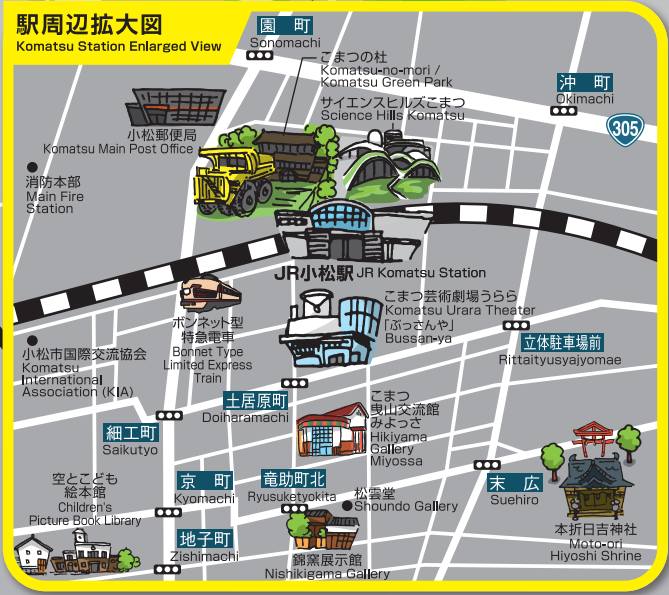 駅周辺拡大図
Komatsu Station Enlarged View
園 町
Sonomachi
こまつの杜
Komatsu-no-mori /
Komatsu Green Park
沖 町
Okimachi
サイエンスヒルズこまつ
Science Hills Komatsu
305
小松郵便局
Komatsu Main Post Office
消防本部
Main Fire
Station
JR小松駅 JR Komatsu Station
ボンネット型
特急電車
Bonnet Type
Limited Express
Train
こまつ芸術劇場うらら
Komatsu Urara Theater
「ぶっさんや」
Bussan-ya
立体駐車場前
Rittaityusyajyomae
小松市国際交流協会
Komatsu
International
Association (KIA)
土居原町
Doiharamachi
こまつ
曳山交流館
みよっさ
Hikiyama
Gallery
Miyossa
細工町
Saikutyo
空とこども
絵本館
Children's
Picture Book Library
京 町
Kyomachi
竜助町北
Ryusuketyokita
松雲堂
Shoundo Gallery
末 広
Suehiro
地子町
Zishimachi
錦窯展示館
Nishikigama Gallery
本折日吉神社
Moto-ori
Hiyoshi Shrine